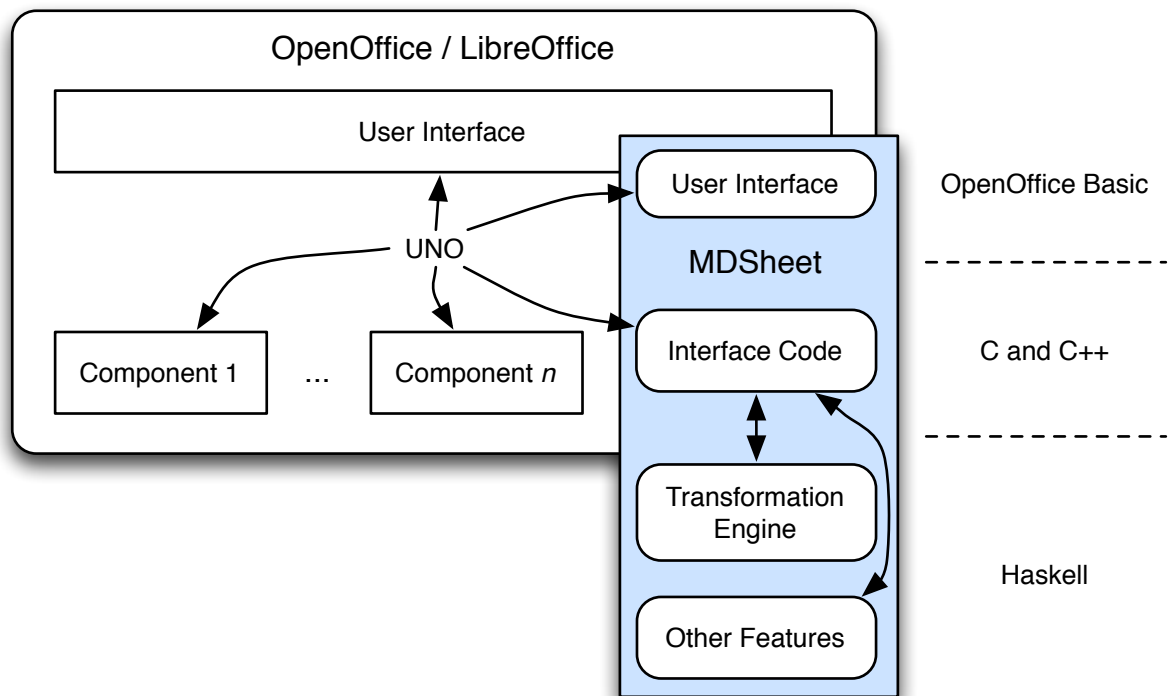 OpenOffice / LibreOffice
User Interface
User Interface
OpenOffice Basic
UNO
MDSheet
Component 1
...
Component n
Interface Code
C and C++
Transformation
Engine
Haskell
Other Features